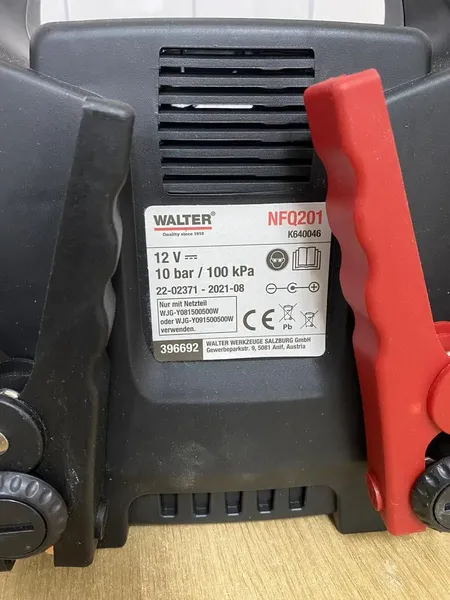 WALTER®
Quality since 1919
NFQ201
K640046
12 V
10 bar / 100 kPa
22-02371 - 2021-08
Nur mit Netzteil
WJG-Y081500500W
oder WJG-Y091500500W
verwenden.
CE
Pb
396692
WALTER WERKZEUGE SALZBURG GmbH
Gewerbeparkstr. 9, 5081 Anif, Austria